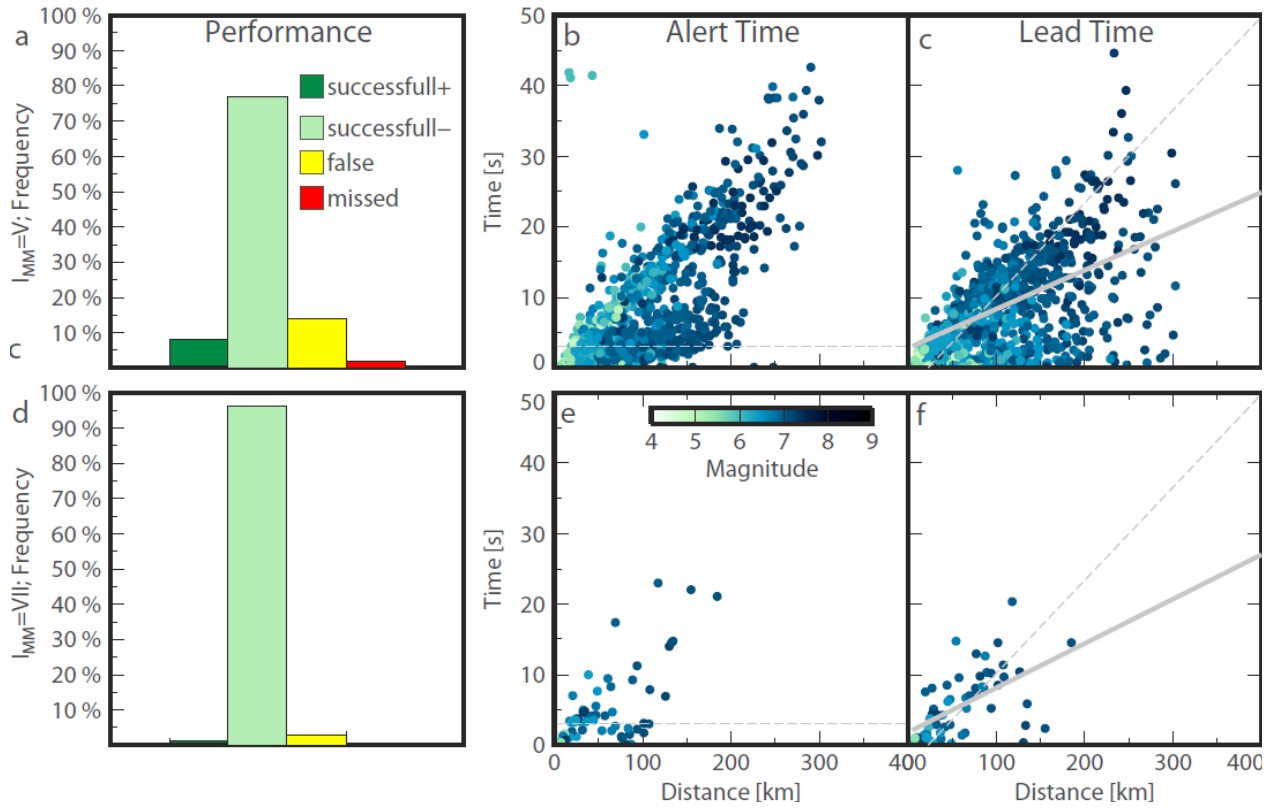 a
Performance
100 %
90 %
80 %
70 %
60 %
50 %
40 %
30 %
20 %
10 %
I_MM=V; Frequency
successfull+
successfull−
false
missed
b
Alert Time
c
Lead Time
50
40
30
20
10
0
Time [s]
d
100 %
90 %
80 %
70 %
60 %
50 %
40 %
30 %
20 %
10 %
I_MM=VII; Frequency
e
4 5 6 7 8 9
Magnitude
f
50
40
30
20
10
0
Time [s]
0 100 200 300 400
Distance [km]
100 200 300 400
Distance [km]